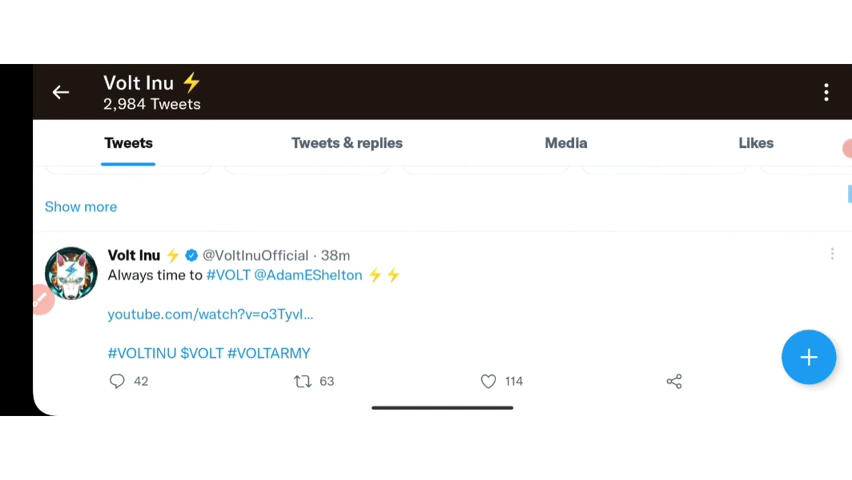 Volt Inu ⚡
2,984 Tweets
Tweets Tweets & replies Media Likes
Show more
Volt Inu ⚡ @VoltInuOfficial · 38m
Always time to #VOLT @AdamEShelton ⚡⚡
youtube.com/watch?v=o3TyvI...
#VOLTINU $VOLT #VOLTARMY
42 63 114